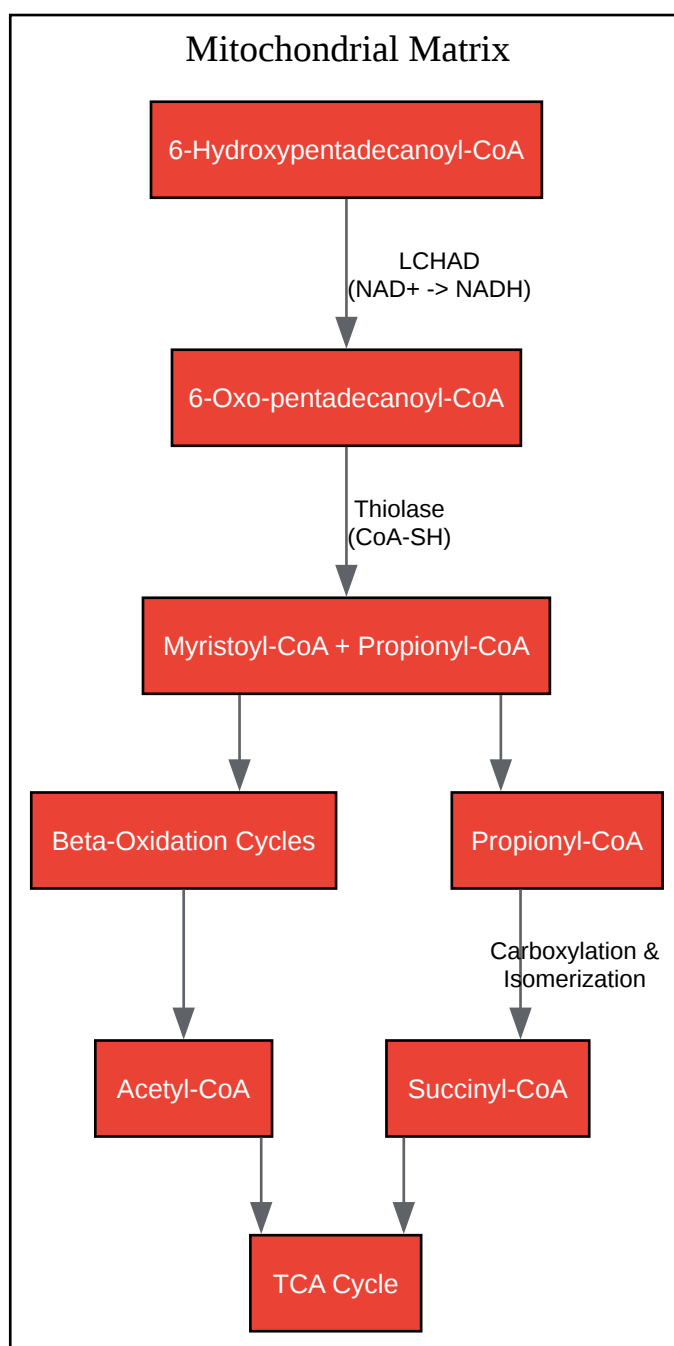 Mitochondrial Matrix
6-Hydroxypentadecanoyl-CoA
LCHAD
(NAD+ -> NADH)
6-Oxo-pentadecanoyl-CoA
Thiolase
(CoA-SH)
Myristoyl-CoA + Propionyl-CoA
Beta-Oxidation Cycles
Propionyl-CoA
Carboxylation &
Isomerization
Acetyl-CoA
Succinyl-CoA
TCA Cycle